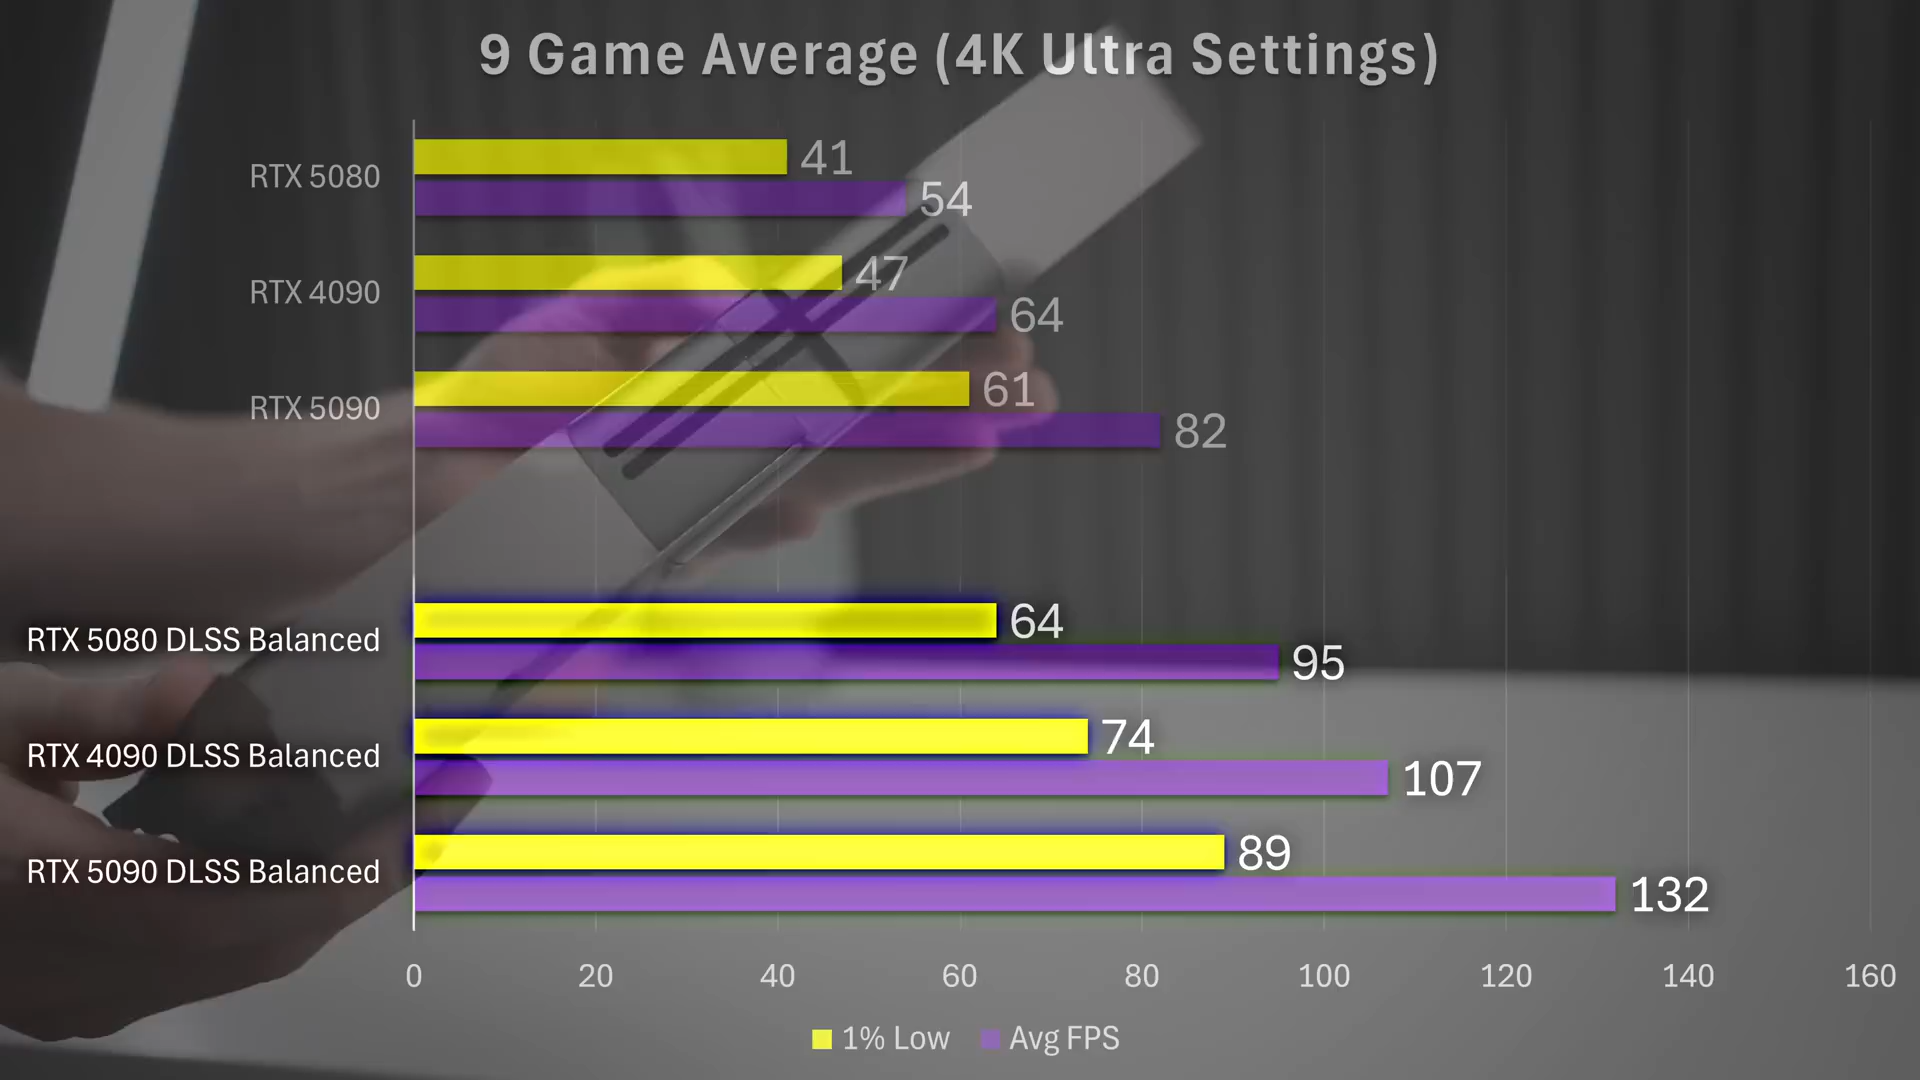 9 Game Average (4K Ultra Settings)
RTX 5080
41
54
RTX 4090
47
64
RTX 5090
61
82
RTX 5080 DLSS Balanced
64
95
RTX 4090 DLSS Balanced
74
107
RTX 5090 DLSS Balanced
89
132
0 20 40 60 80 100 120 140 160
1% Low Avg FPS